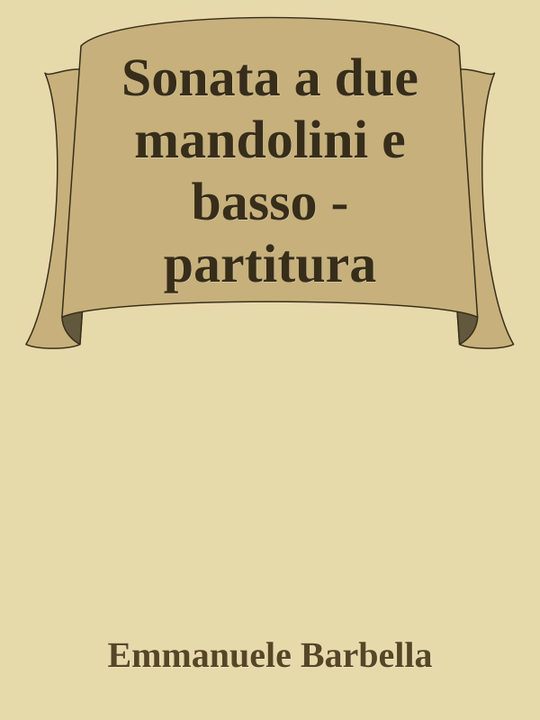 Sonata a due
mandolini e
basso -
partitura
Emmanuele Barbella